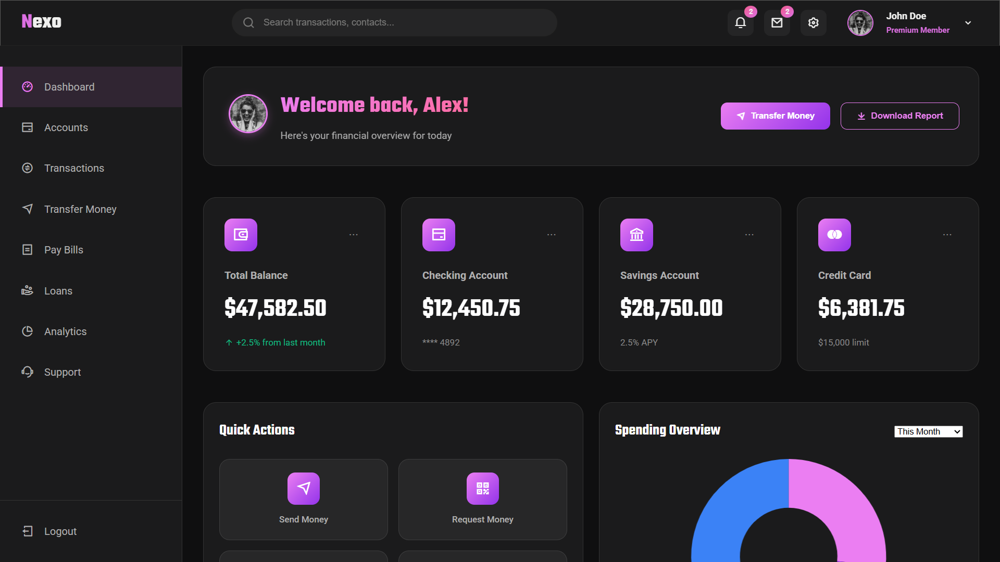 Nexo
Search transactions, contacts...
2
2
John Doe
Premium Member
Dashboard
Accounts
Transactions
Transfer Money
Pay Bills
Loans
Analytics
Support
Logout
Welcome back, Alex!
Here's your financial overview for today
Transfer Money
Download Report
Total Balance
$47,582.50
+2.5% from last month
Checking Account
$12,450.75
**** 4892
Savings Account
$28,750.00
2.5% APY
Credit Card
$6,381.75
$15,000 limit
Quick Actions
Send Money
Request Money
Spending Overview
This Month